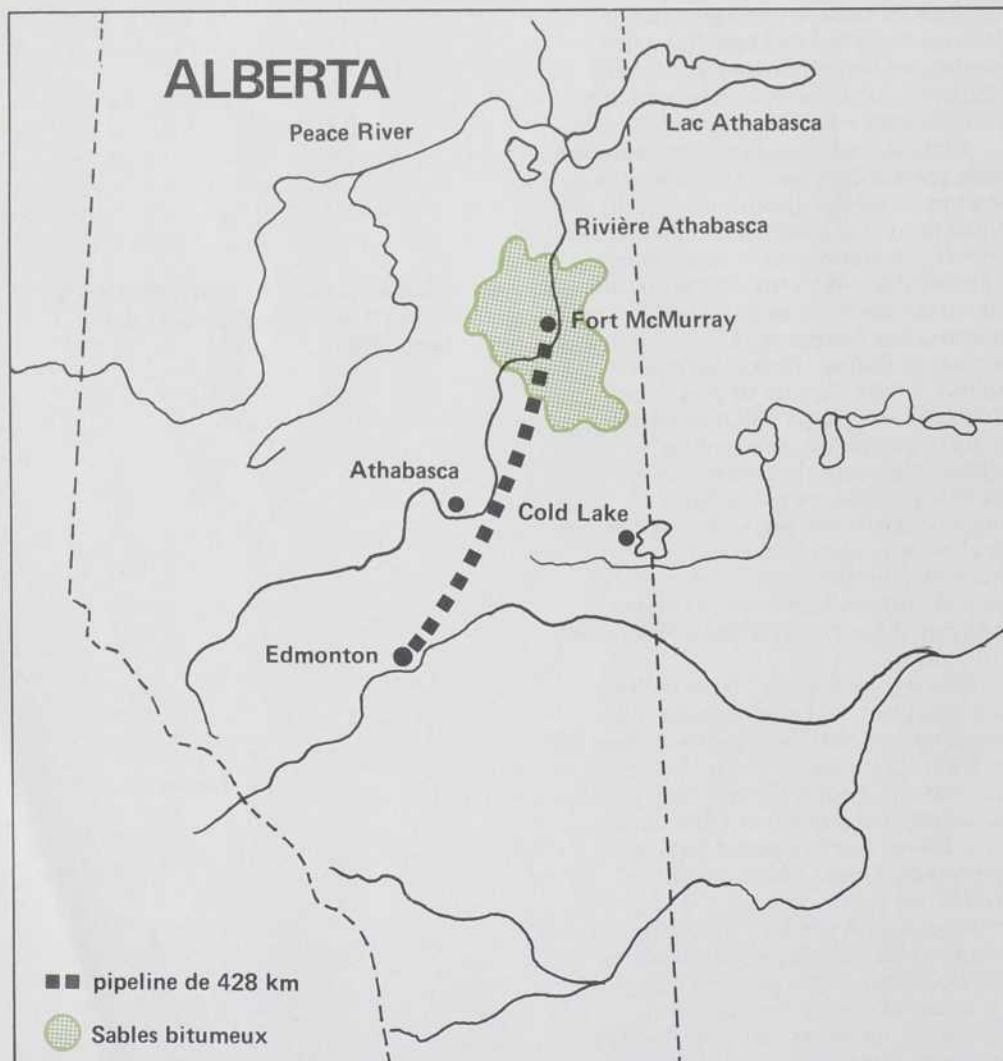 ALBERTA
Peace River
Lac Athabasca
Rivière Athabasca
Fort McMurray
Athabasca
Cold Lake
Edmonton
pipeline de 428 km
Sables bitumeux